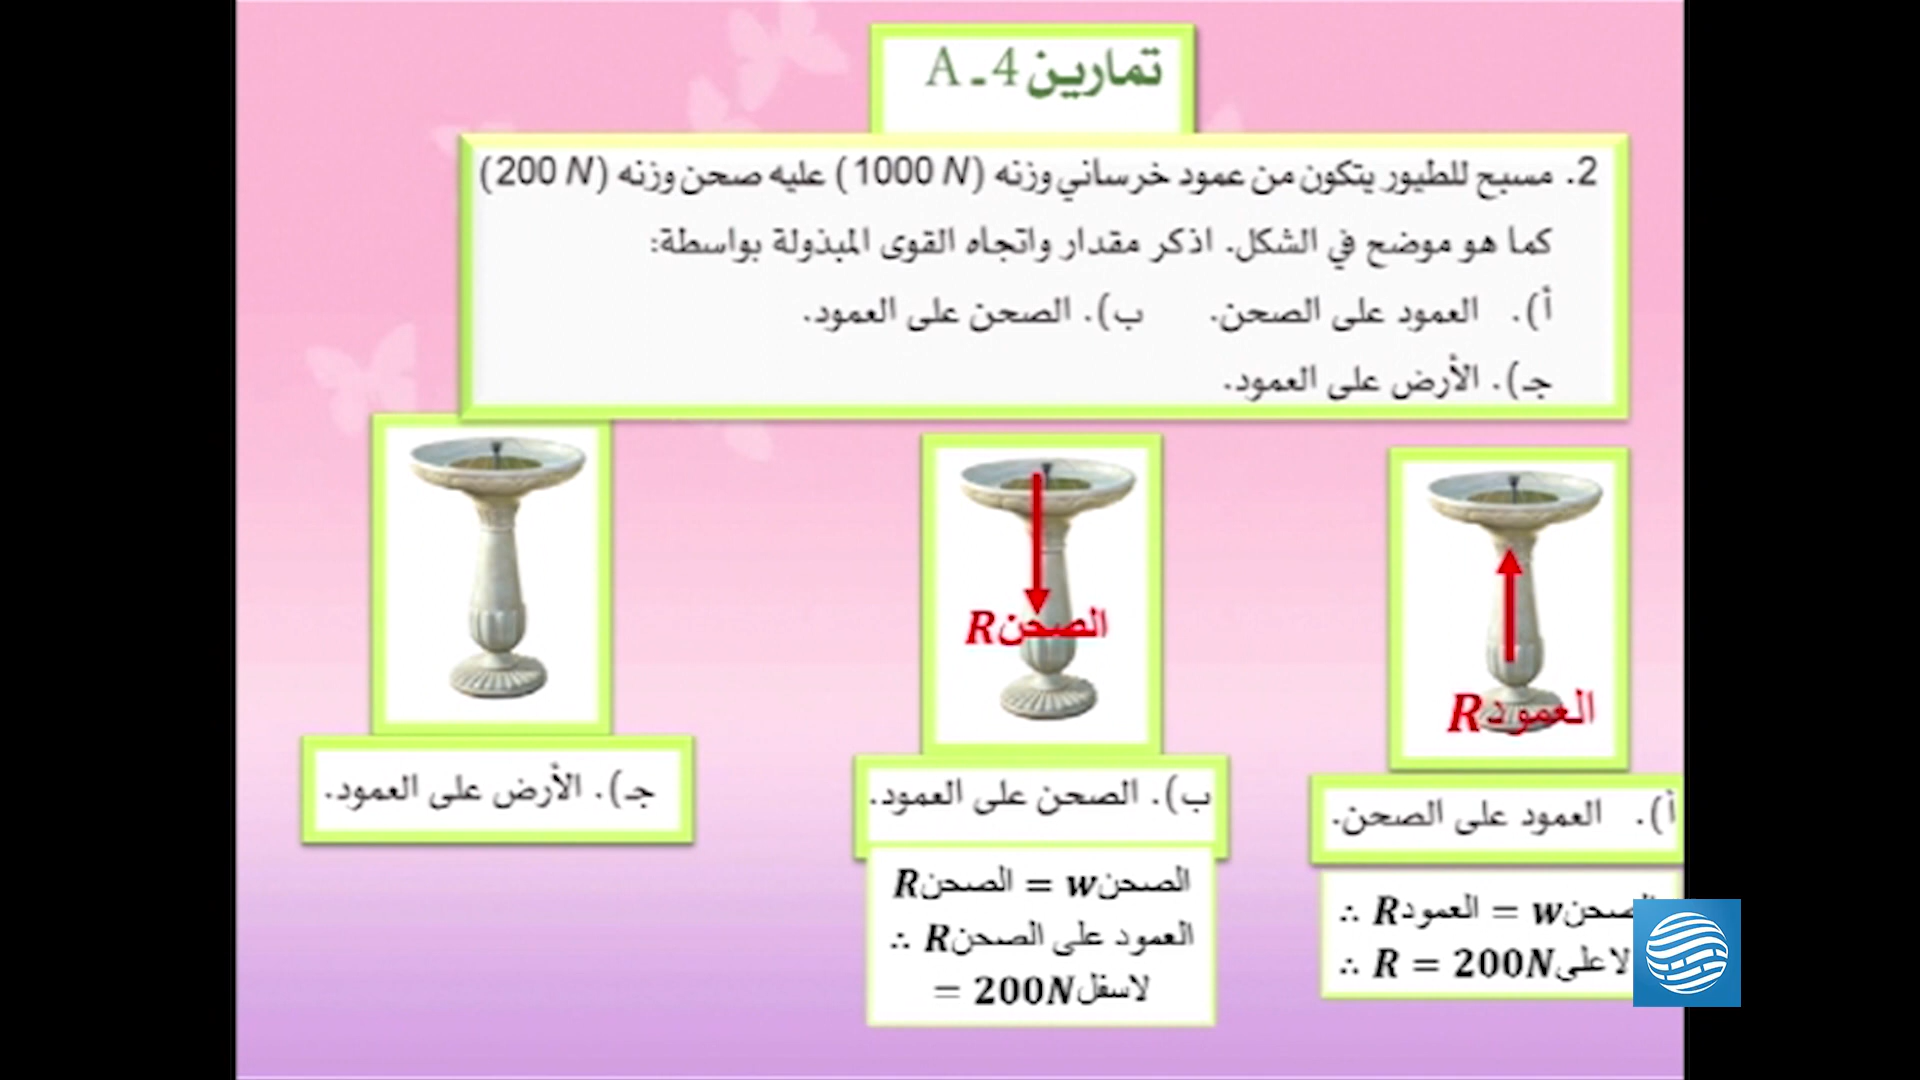 تمارين 4 ـ A
2. مسبح للطيور يتكون من عمود خرساني وزنه (1000 N) عليه صحن وزنه (200 N)
كما هو موضح في الشكل. اذكر مقدار واتجاه القوى المبذولة بواسطة:
أ). العمود على الصحن. ب). الصحن على العمود.
جـ). الأرض على العمود.
R العمود
أ). العمود على الصحن.
∴ R العمود = w
∴ R = 200N لاعلى
R الصحن
ب). الصحن على العمود.
R الصحن = w الصحن
∴ R العمود على الصحن
= 200N لاسفل
جـ). الأرض على العمود.